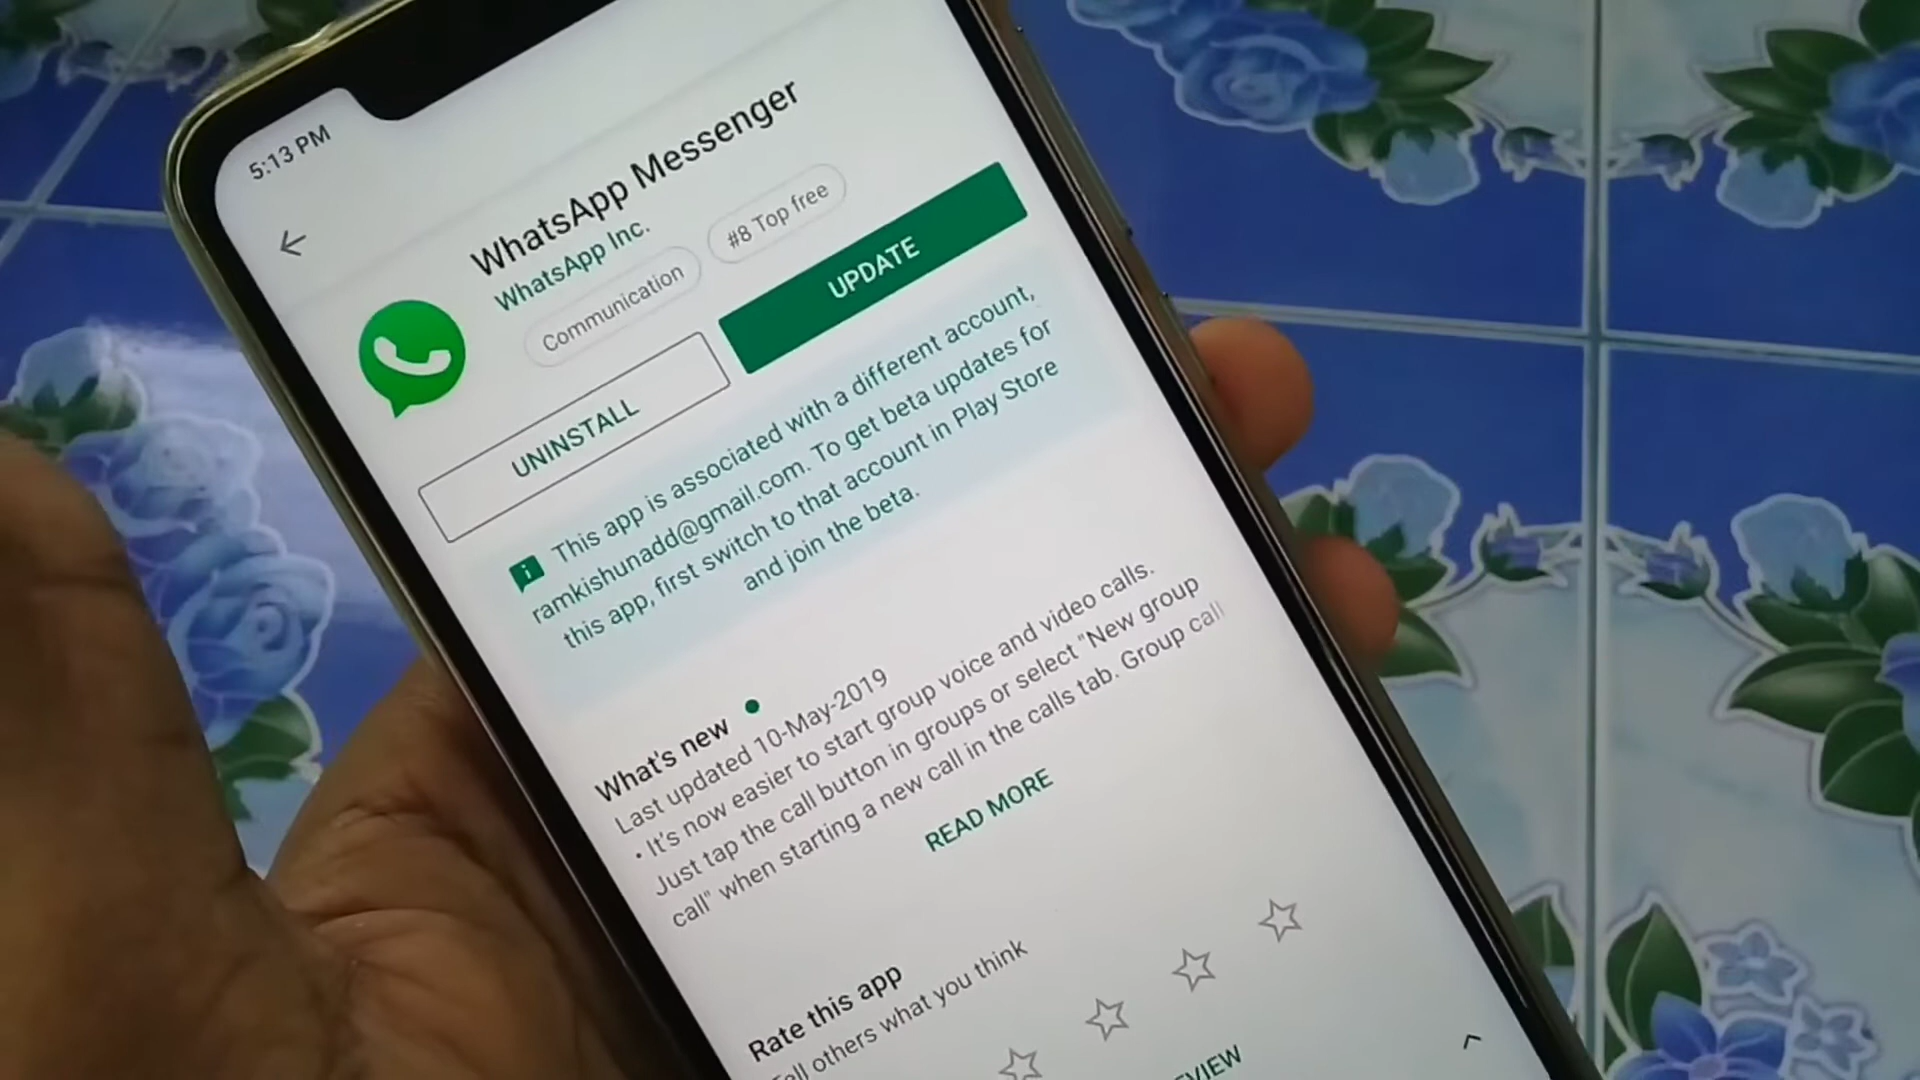 5:13 PM
WhatsApp Messenger
WhatsApp Inc.
Communication
#8 Top free
UNINSTALL
UPDATE
This app is associated with a different account,
ramkishunadd@gmail.com. To get beta updates for
this app, first switch to that account in Play Store
and join the beta.
What's new
Last updated 10-May-2019
• It's now easier to start group voice and video calls.
Just tap the call button in groups or select "New group
call" when starting a new call in the calls tab. Group call
READ MORE
Rate this app
others what you think